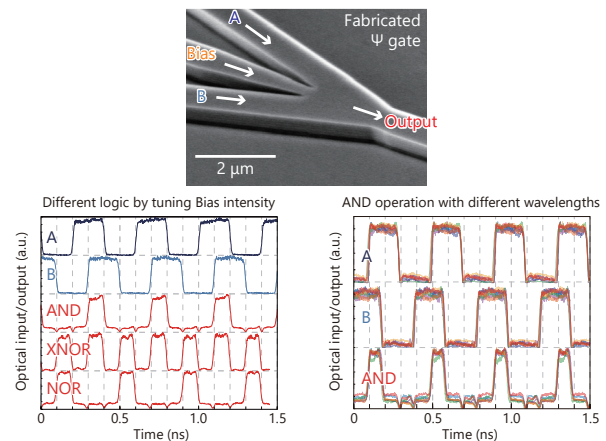 A
Fabricated
Ψ gate
Bias
B
Output
2 μm
Different logic by tuning Bias intensity
AND operation with different wavelengths
Optical input/output (a.u.)
A
B
AND
XNOR
NOR
0.0
0.5
1.0
1.5
Time (ns)
Optical input/output (a.u.)
A
B
AND
0.0
0.5
1.0
1.5
Time (ns)